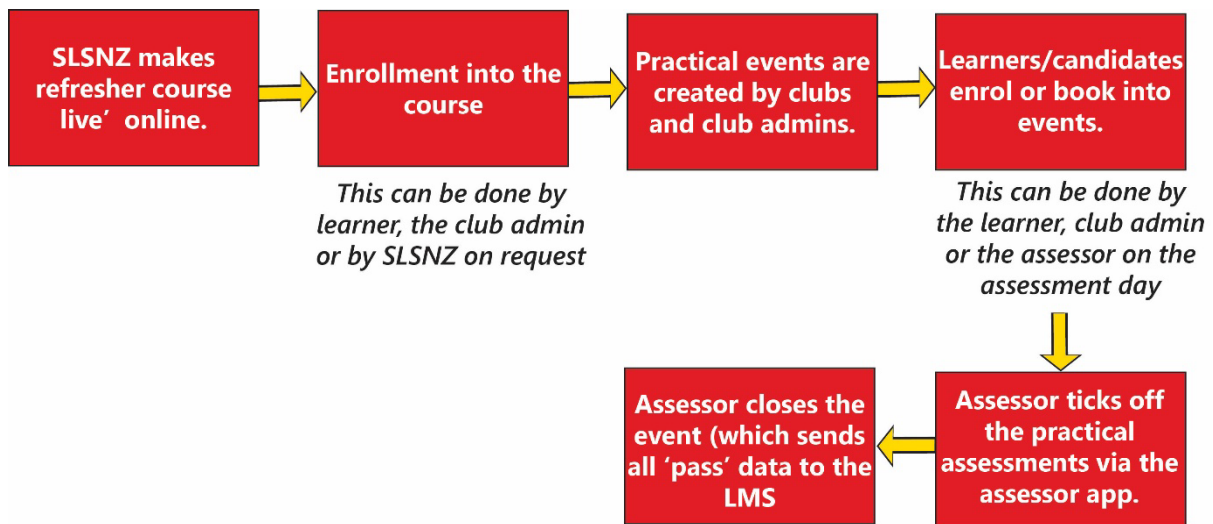 SLSNZ makes
refresher course
live’ online.
Enrollment into the
course
This can be done by
learner, the club admin
or by SLSNZ on request
Practical events are
created by clubs
and club admins.
Learners/candidates
enrol or book into
events.
This can be done by
the learner, club admin
or the assessor on the
assessment day
Assessor ticks off
the practical
assessments via the
assessor app.
Assessor closes the
event (which sends
all ‘pass’ data to the
LMS